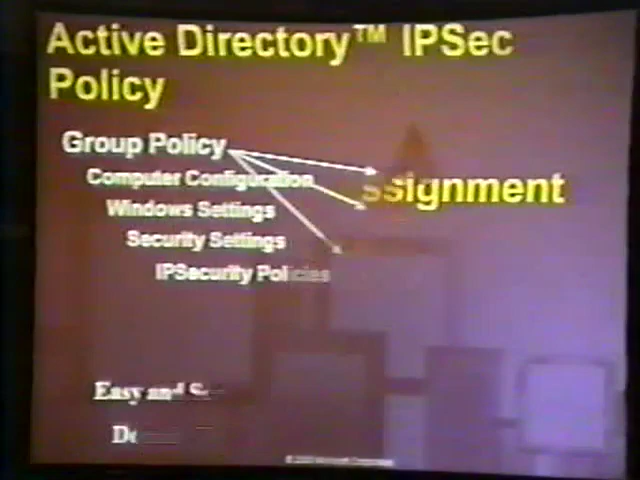 Active Directory™ IPSec
Policy
Group Policy
Computer Configuration
ssignment
Windows Settings
Security Settings
IPSecurity Policies
Easy and